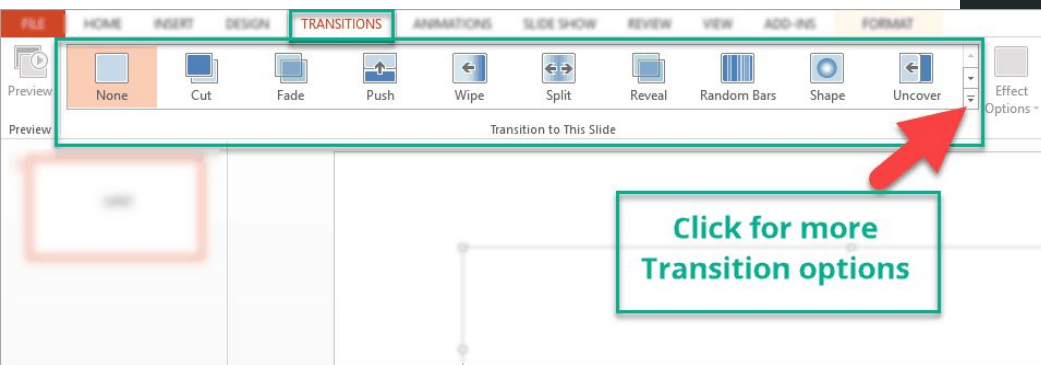 FILE HOME INSERT DESIGN TRANSITIONS ANIMATIONS SLIDE SHOW REVIEW VIEW ADD-INS FORMAT
Preview None Cut Fade Push Wipe Split Reveal Random Bars Shape Uncover Effect
Options
Preview Transition to This Slide
Click for more
Transition options